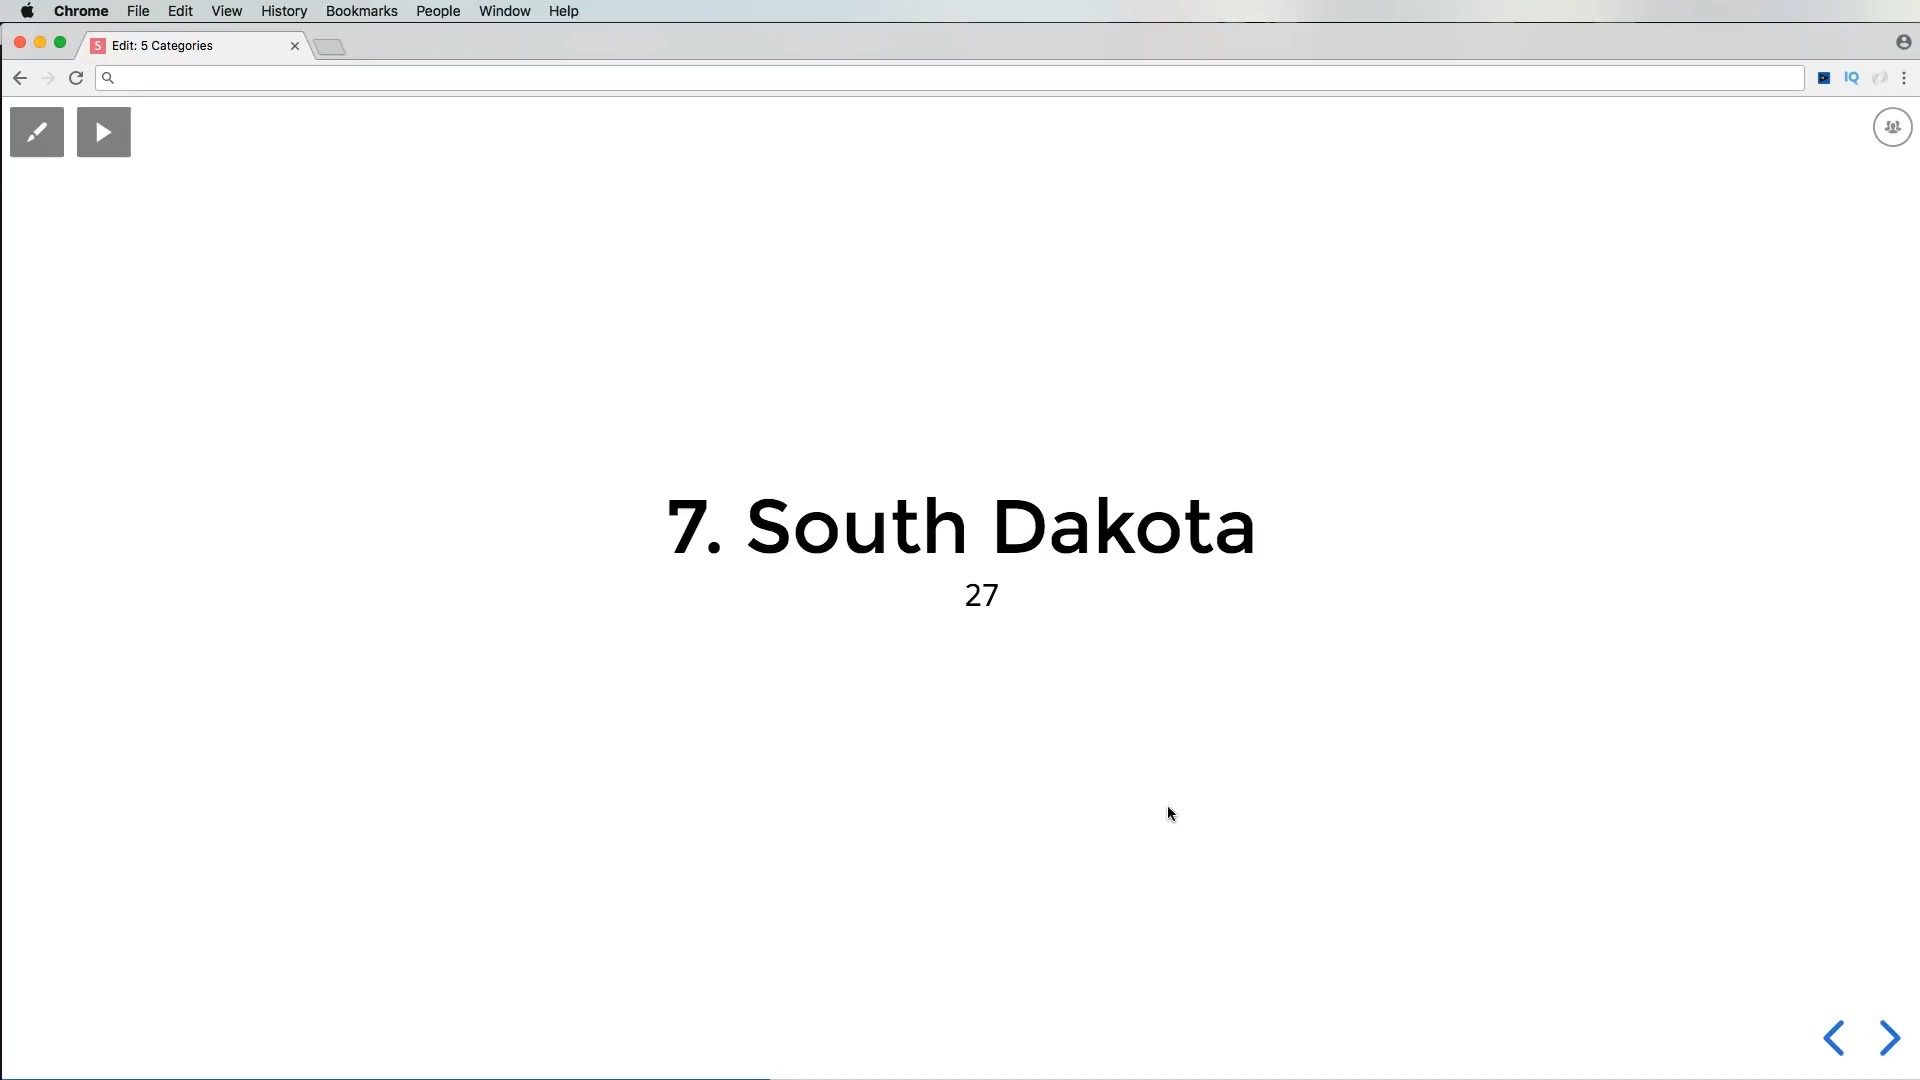 Chrome File Edit View History Bookmarks People Window Help
S Edit: 5 Categories
IQ
7. South Dakota
27